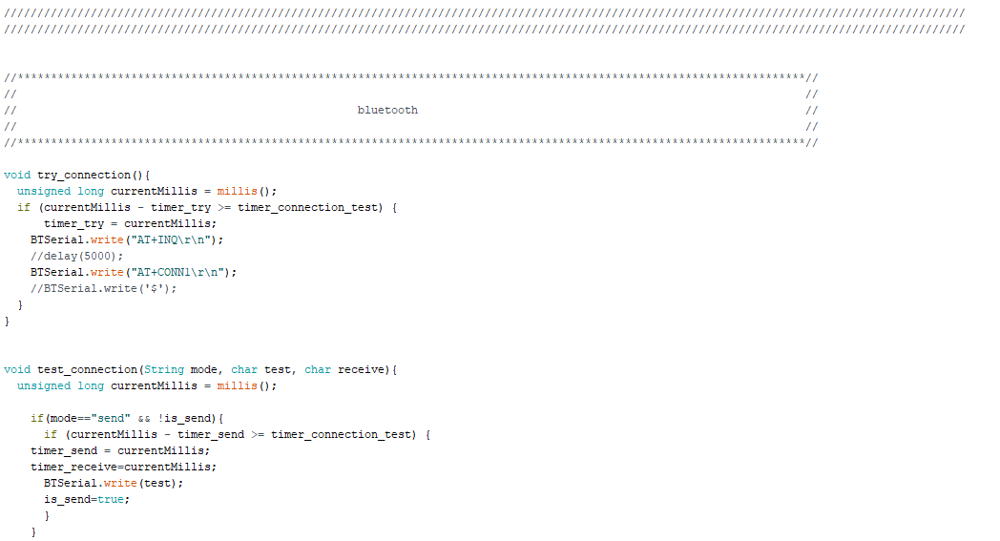 ////////////////////////////////////////////////////////////////////////////////////////////////////////////////////////////////////////////////
////////////////////////////////////////////////////////////////////////////////////////////////////////////////////////////////////////////////
//**********************************************************************************************************************//
// //
// bluetooth //
// //
//**********************************************************************************************************************//
void try_connection(){
unsigned long currentMillis = millis();
if (currentMillis - timer_try >= timer_connection_test) {
timer_try = currentMillis;
BTSerial.write("AT+INQ\r\n");
//delay(5000);
BTSerial.write("AT+CONN1\r\n");
//BTSerial.write('$');
}
}
void test_connection(String mode, char test, char receive){
unsigned long currentMillis = millis();
if(mode=="send" && !is_send){
if (currentMillis - timer_send >= timer_connection_test) {
timer_send = currentMillis;
timer_receive=currentMillis;
BTSerial.write(test);
is_send=true;
}
}